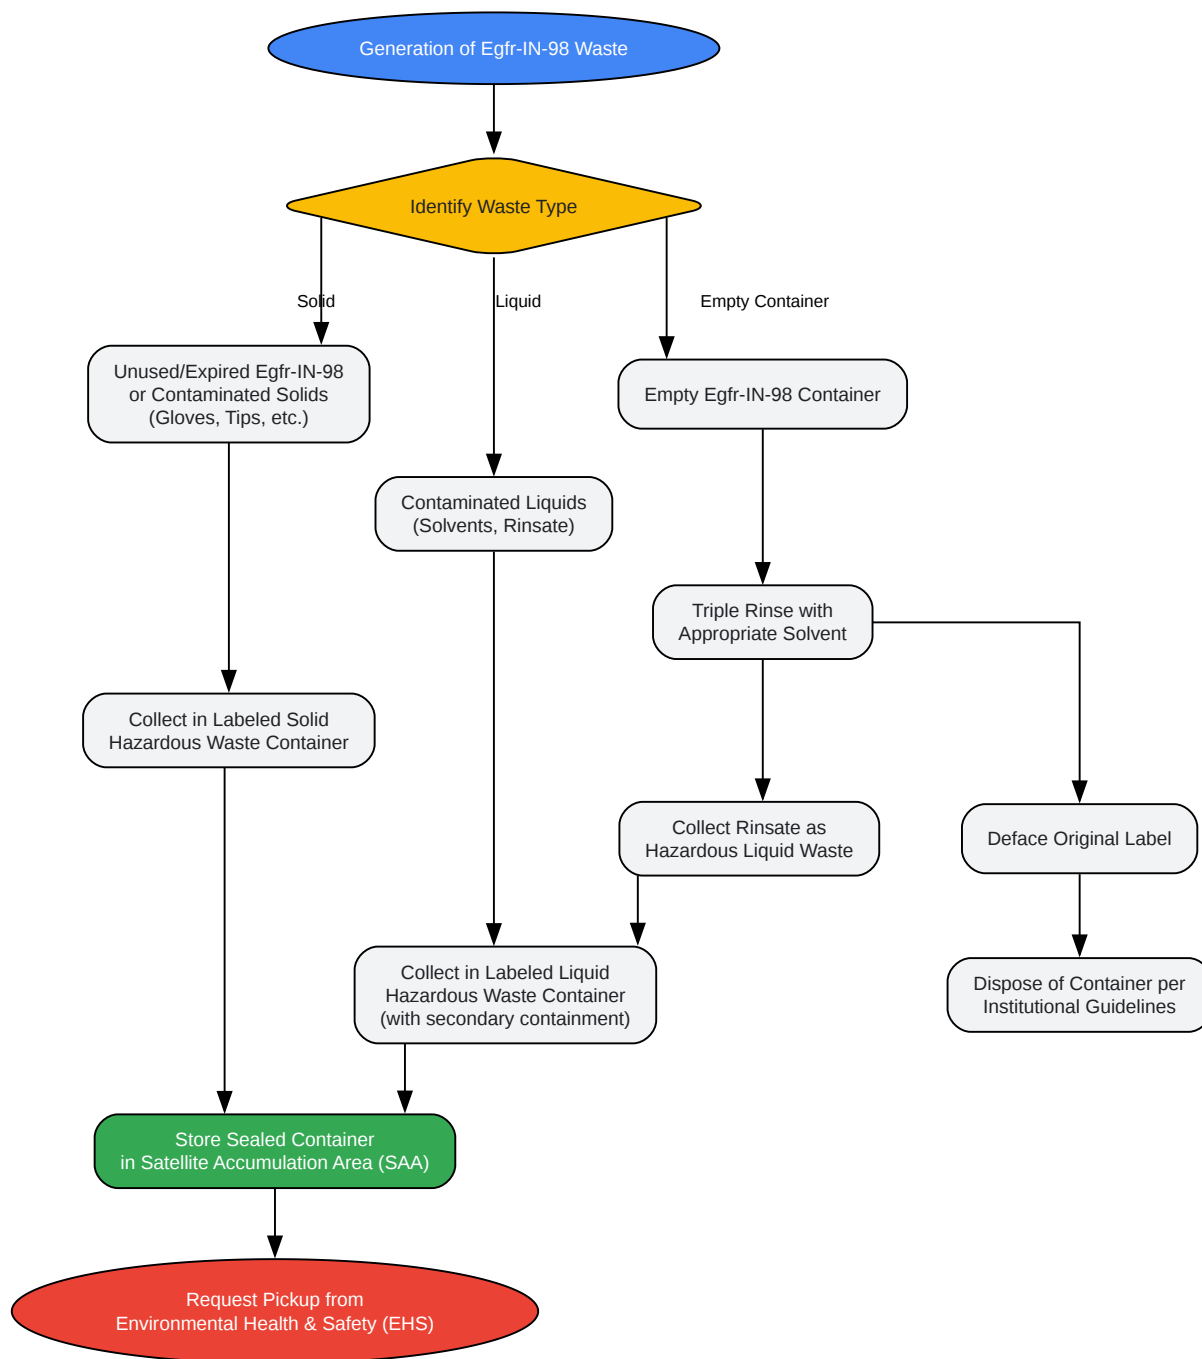 Generation of Egfr-IN-98 Waste
Identify Waste Type
Solid
Liquid
Empty Container
Unused/Expired Egfr-IN-98
or Contaminated Solids
(Gloves, Tips, etc.)
Empty Egfr-IN-98 Container
Contaminated Liquids
(Solvents, Rinsate)
Triple Rinse with
Appropriate Solvent
Collect in Labeled Solid
Hazardous Waste Container
Collect Rinsate as
Hazardous Liquid Waste
Deface Original Label
Collect in Labeled Liquid
Hazardous Waste Container
(with secondary containment)
Dispose of Container per
Institutional Guidelines
Store Sealed Container
in Satellite Accumulation Area (SAA)
Request Pickup from
Environmental Health & Safety (EHS)